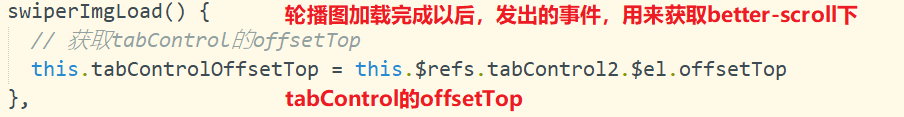 swiperImgLoad() { 轮播图加载完成以后，发出的事件，用来获取better-scroll下
// 获取tabControl的offsetTop
this.tabControlOffsetTop = this.$refs.tabControl2.$el.offsetTop
}, tabControl的offsetTop